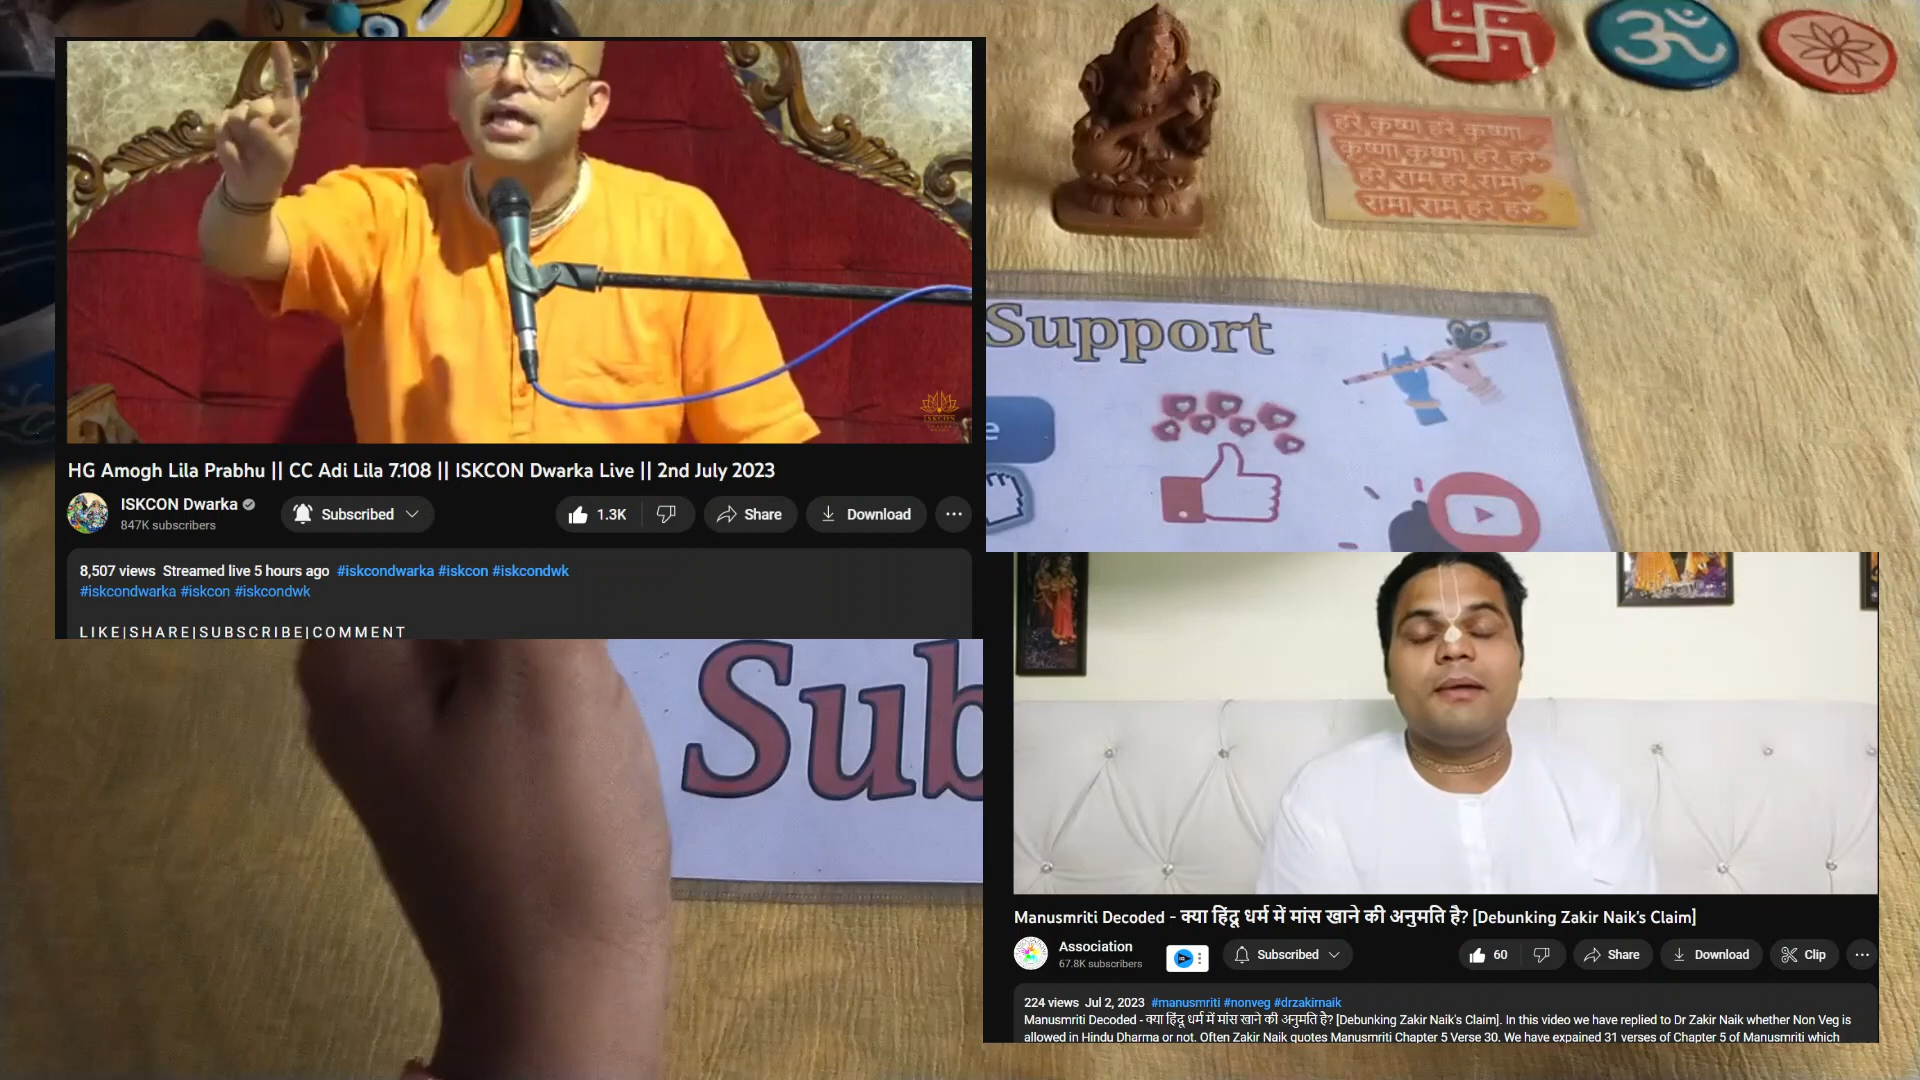 HG Amogh Lila Prabhu || CC Adi Lila 7.108 || ISKCON Dwarka Live || 2nd July 2023
ISKCON Dwarka
847K subscribers
Subscribed
1.3K
Share
Download
8,507 views Streamed live 5 hours ago #iskcondwarka #iskcon #iskcondwk
#iskcondwarka #iskcon #iskcondwk
LIKE|SHARE|SUBSCRIBE|COMMENT
ॐ
हरे कृष्ण हरे कृष्णा
कृष्णा कृष्णा हरे हरे
हरे राम हरे रामा
रामा राम हरे हरे
Support
e
Sub
Manusmriti Decoded - क्या हिंदू धर्म में मांस खाने की अनुमति है? [Debunking Zakir Naik's Claim]
Association
67.8K subscribers
Subscribed
60
Share
Download
Clip
224 views Jul 2, 2023 #manusmriti #nonveg #drzakirnaik
Manusmriti Decoded - क्या हिंदू धर्म में मांस खाने की अनुमति है? [Debunking Zakir Naik's Claim]. In this video we have replied to Dr Zakir Naik whether Non Veg is
allowed in Hindu Dharma or not. Often Zakir Naik quotes Manusmriti Chapter 5 Verse 30. We have expained 31 verses of Chapter 5 of Manusmriti which